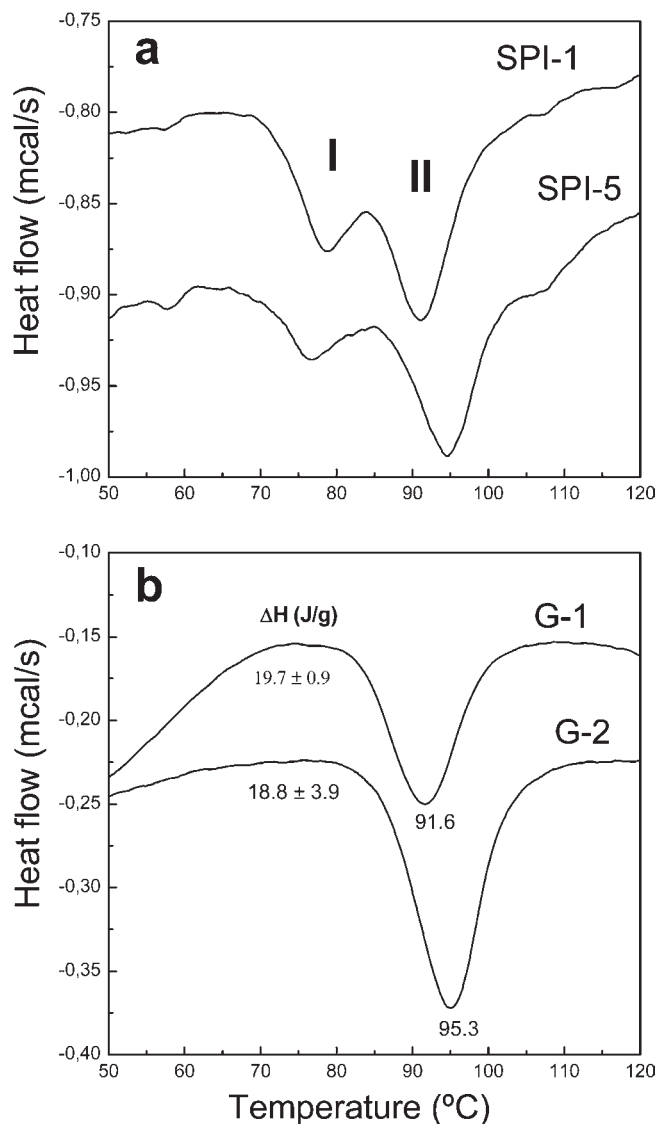 a
SPI-1
I
II
SPI-5
Heat flow (mcal/s)
-0,75
-0,80
-0,85
-0,90
-0,95
-1,00
50 60 70 80 90 100 110 120
b
ΔH (J/g)
G-1
19.7 ± 0.9
G-2
18.8 ± 3.9
91.6
95.3
Heat flow (mcal/s)
-0,10
-0,15
-0,20
-0,25
-0,30
-0,35
-0,40
50 60 70 80 90 100 110 120
Temperature (ºC)